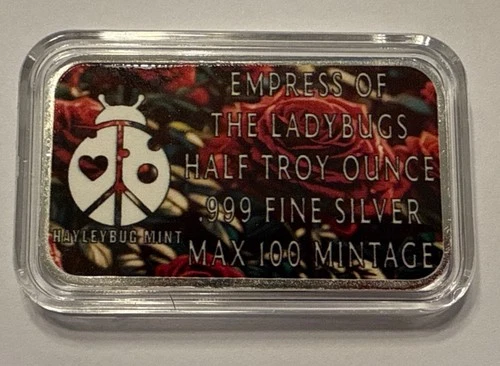 EMPRESS OF
THE LADYBUGS
HALF TROY OUNCE
.999 FINE SILVER
MAX 100 MINTAGE
HAYLEYBUG MINT